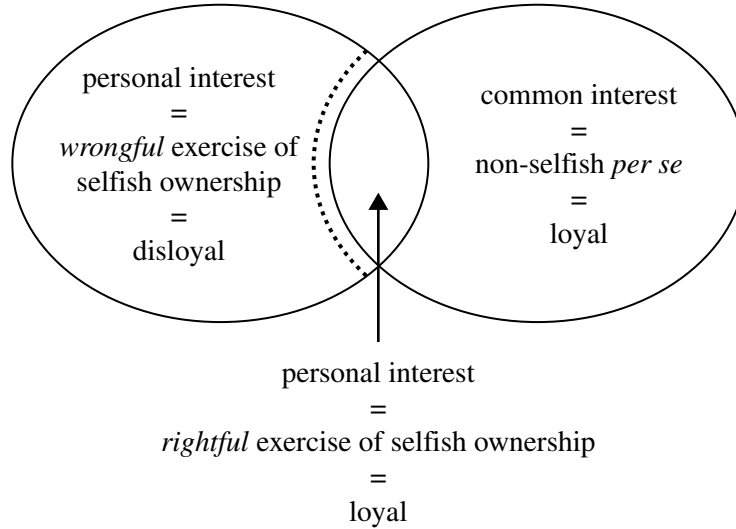 personal interest
=
wrongful exercise of
selfish ownership
=
disloyal
common interest
=
non-selfish per se
=
loyal
personal interest
=
rightful exercise of selfish ownership
=
loyal